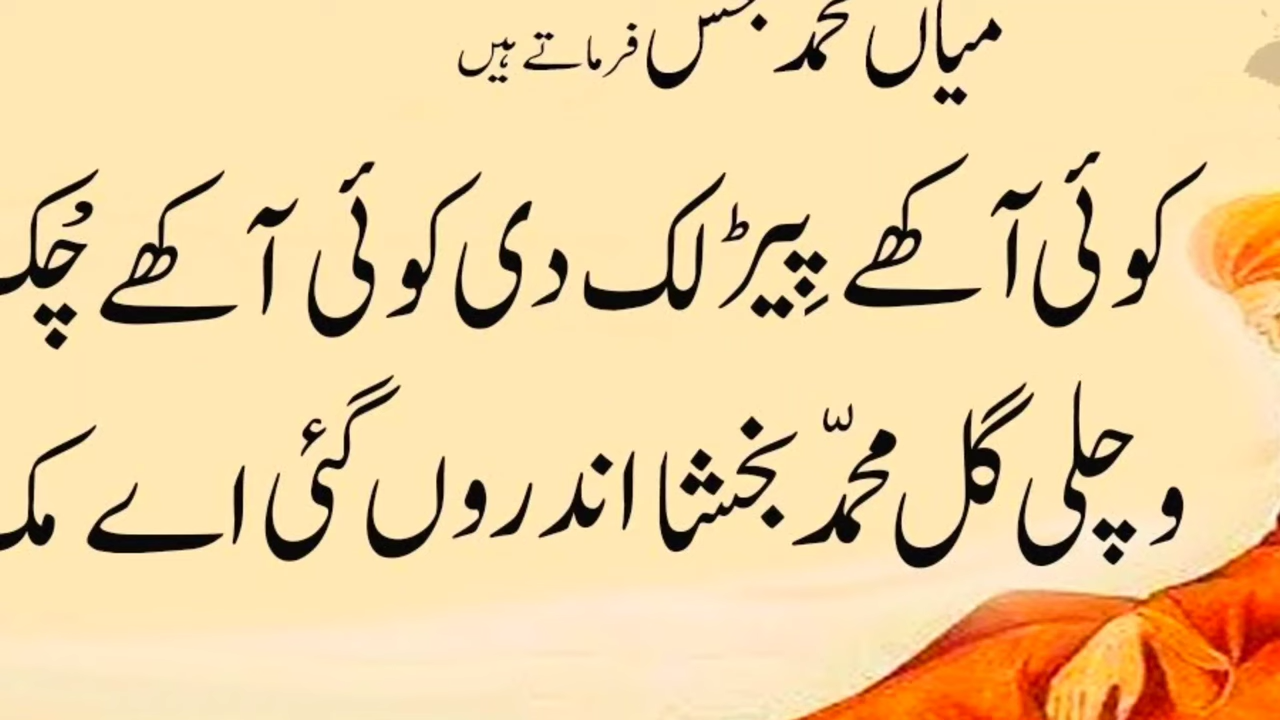 میاں محمد بخش فرماتے ہیں
کوئی آکھے پِیڑ لک دی کوئی آکھے چُک
وچلی گل محمّد بخشا اندروں گئی اے مک